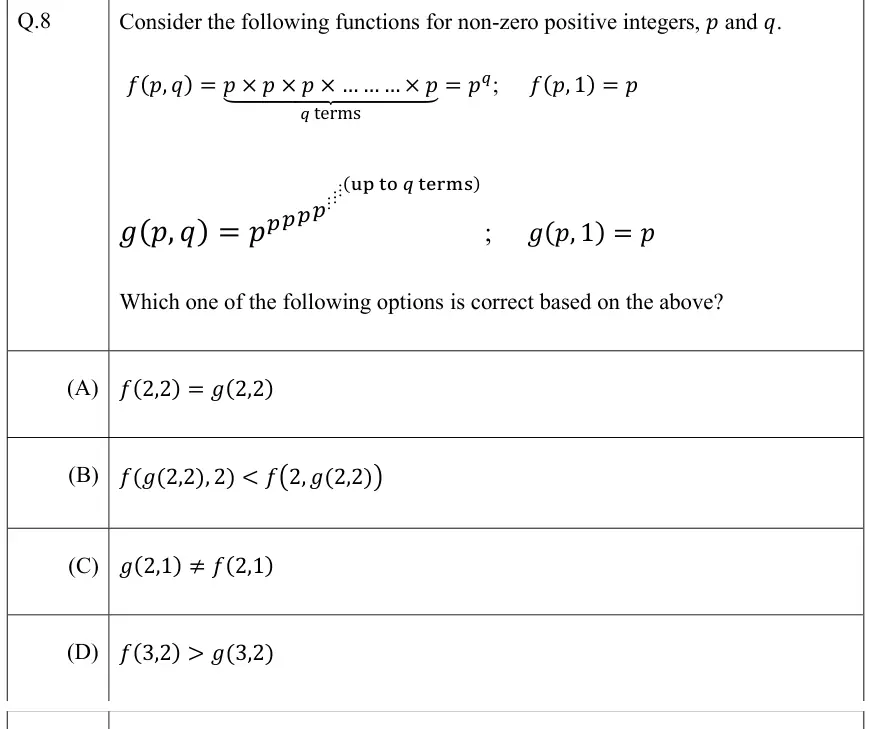 Q.8 Consider the following functions for non-zero positive integers, p and q.
f(p, q) = p × p × p × … … … × p = p^q; f(p, 1) = p
q terms
(up to q terms)
g(p, q) = p^p^p^p^p^⋰ ; g(p, 1) = p
Which one of the following options is correct based on the above?
(A) f(2,2) = g(2,2)
(B) f(g(2,2), 2) < f(2, g(2,2))
(C) g(2,1) ≠ f(2,1)
(D) f(3,2) > g(3,2)